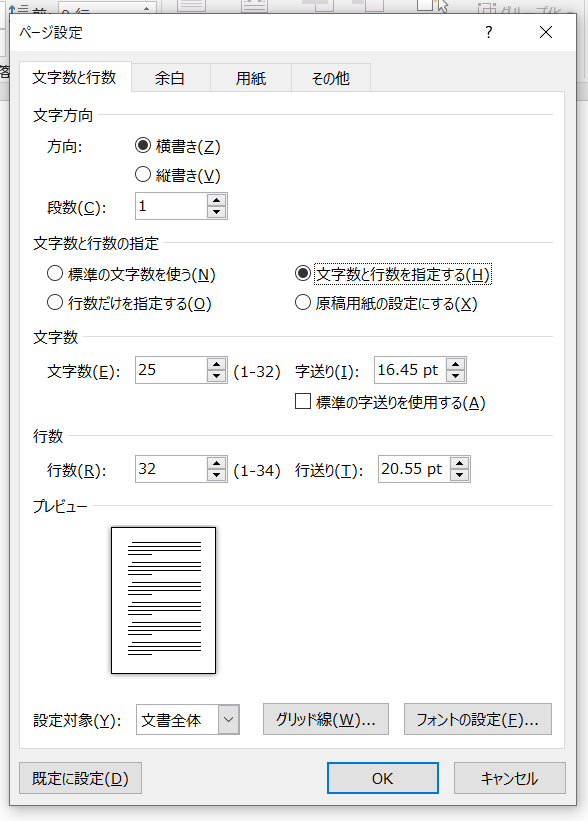 ページ設定 ?
文字数と行数 余白 用紙 その他
文字方向
方向: 横書き(Z)
縦書き(V)
段数(C): 1
文字数と行数の指定
標準の文字数を使う(N) 文字数と行数を指定する(H)
行数だけを指定する(O) 原稿用紙の設定にする(X)
文字数
文字数(E): 25 (1-32) 字送り(I): 16.45 pt
標準の字送りを使用する(A)
行数
行数(R): 32 (1-34) 行送り(T): 20.55 pt
プレビュー
設定対象(Y): 文書全体 グリッド線(W)... フォントの設定(F)...
既定に設定(D) OK キャンセル